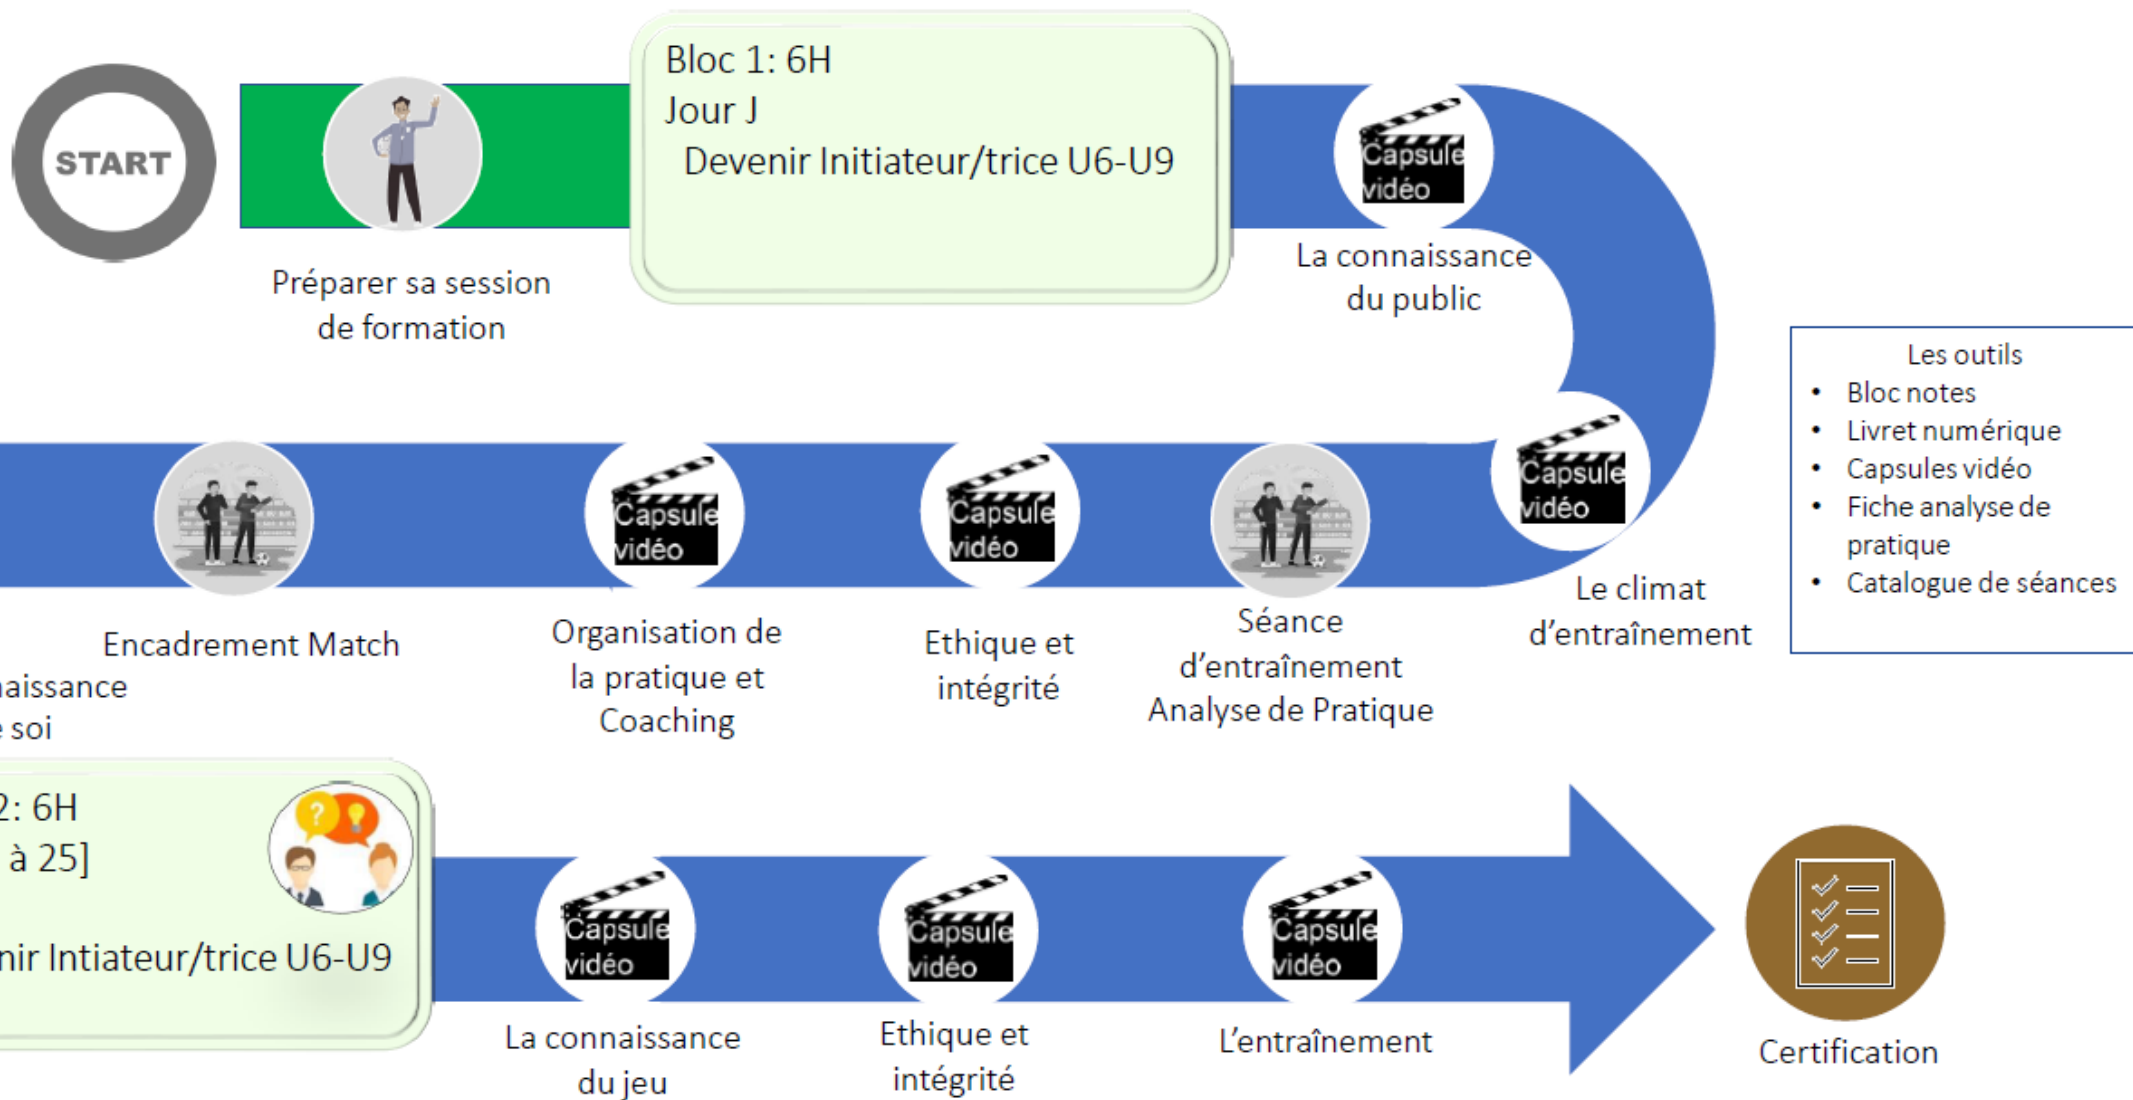 START
Préparer sa session
de formation
Bloc 1: 6H
Jour J
Devenir Initiateur/trice U6-U9
Capsule
vidéo
La connaissance
du public
Les outils
• Bloc notes
• Livret numérique
• Capsules vidéo
• Fiche analyse de
pratique
• Catalogue de séances
Capsule
vidéo
Le climat
d'entraînement
Séance
d'entraînement
Analyse de Pratique
Capsule
vidéo
Ethique et
intégrité
Capsule
vidéo
Organisation de
la pratique et
Coaching
Encadrement Match
naissance
e soi
2: 6H
à 25]
nir Intiateur/trice U6-U9
?
Capsule
vidéo
La connaissance
du jeu
Capsule
vidéo
Ethique et
intégrité
Capsule
vidéo
L'entraînement
Certification